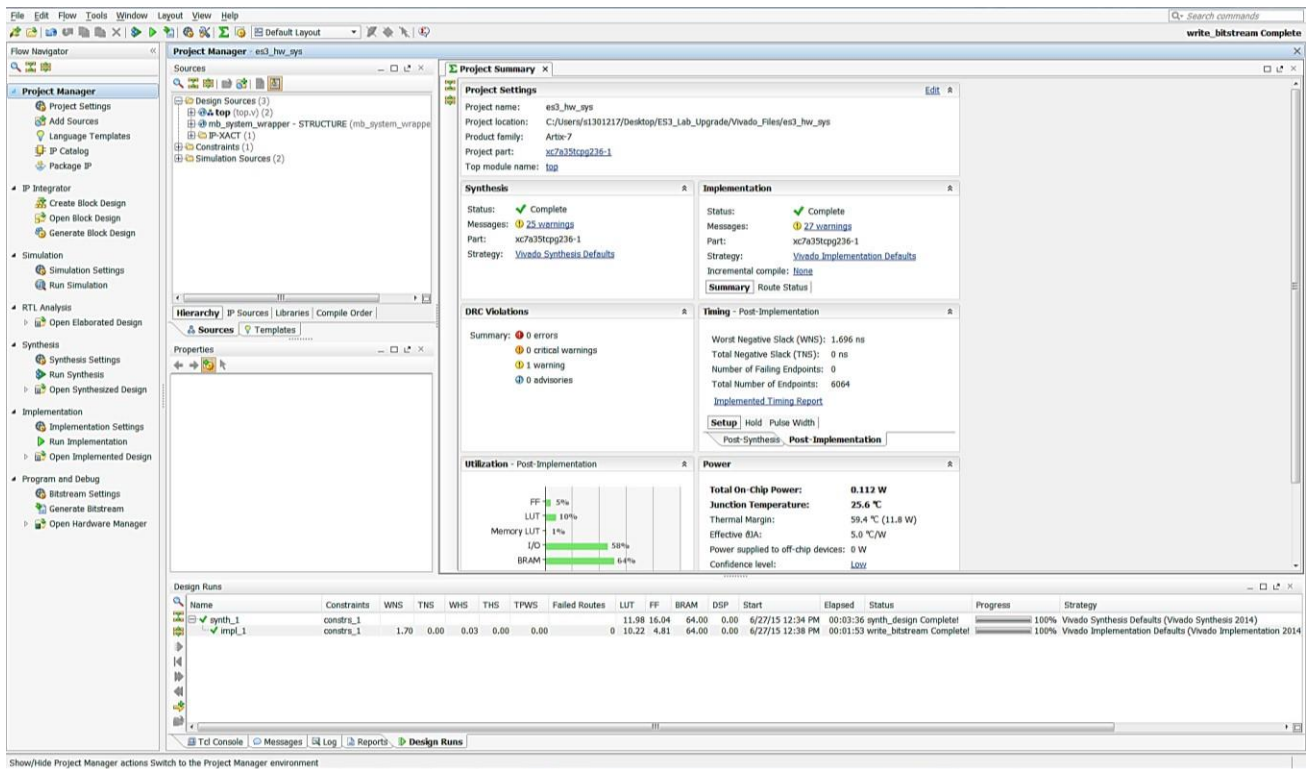 File Edit Flow Tools Window Layout View Help
Search commands
Default Layout
write_bitstream Complete
Flow Navigator
Project Manager
Project Settings
Add Sources
Language Templates
IP Catalog
Package IP
IP Integrator
Create Block Design
Open Block Design
Generate Block Design
Simulation
Simulation Settings
Run Simulation
RTL Analysis
Open Elaborated Design
Synthesis
Synthesis Settings
Run Synthesis
Open Synthesized Design
Implementation
Implementation Settings
Run Implementation
Open Implemented Design
Program and Debug
Bitstream Settings
Generate Bitstream
Open Hardware Manager
Project Manager - es3_hw_sys
Sources
Design Sources (3)
top (top.v) (2)
mb_system_wrapper - STRUCTURE (mb_system_wrappe
IP-XACT (1)
Constraints (1)
Simulation Sources (2)
Hierarchy IP Sources Libraries Compile Order
Sources Templates
Properties
Project Summary
Project Settings Edit
Project name: es3_hw_sys
Project location: C:/Users/s1301217/Desktop/ES3_Lab_Upgrade/Vivado_Files/es3_hw_sys
Product family: Artix-7
Project part: xc7a35tcpg236-1
Top module name: top
Synthesis
Status: Complete
Messages: 25 warnings
Part: xc7a35tcpg236-1
Strategy: Vivado Synthesis Defaults
Implementation
Status: Complete
Messages: 27 warnings
Part: xc7a35tcpg236-1
Strategy: Vivado Implementation Defaults
Incremental compile: None
Summary Route Status
DRC Violations
Summary: 0 errors
0 critical warnings
1 warning
0 advisories
Timing - Post-Implementation
Worst Negative Slack (WNS): 1.696 ns
Total Negative Slack (TNS): 0 ns
Number of Failing Endpoints: 0
Total Number of Endpoints: 6064
Implemented Timing Report
Setup Hold Pulse Width
Post-Synthesis Post-Implementation
Utilization - Post-Implementation
FF 5%
LUT 10%
Memory LUT 1%
I/O 58%
BRAM 64%
Power
Total On-Chip Power: 0.112 W
Junction Temperature: 25.6 °C
Thermal Margin: 59.4 °C (11.8 W)
Effective θJA: 5.0 °C/W
Power supplied to off-chip devices: 0 W
Confidence level: Low
Design Runs
Name Constraints WNS TNS WHS THS TPWS Failed Routes LUT FF BRAM DSP Start Elapsed Status Progress Strategy
synth_1 constrs_1 11.98 16.04 64.00 0.00 6/27/15 12:34 PM 00:03:36 synth_design Complete! 100% Vivado Synthesis Defaults (Vivado Synthesis 2014)
impl_1 constrs_1 1.70 0.00 0.03 0.00 0.00 0 10.22 4.81 64.00 0.00 6/27/15 12:38 PM 00:01:53 write_bitstream Complete! 100% Vivado Implementation Defaults (Vivado Implementation 2014
Tcl Console Messages Log Reports Design Runs
Show/Hide Project Manager actions Switch to the Project Manager environment